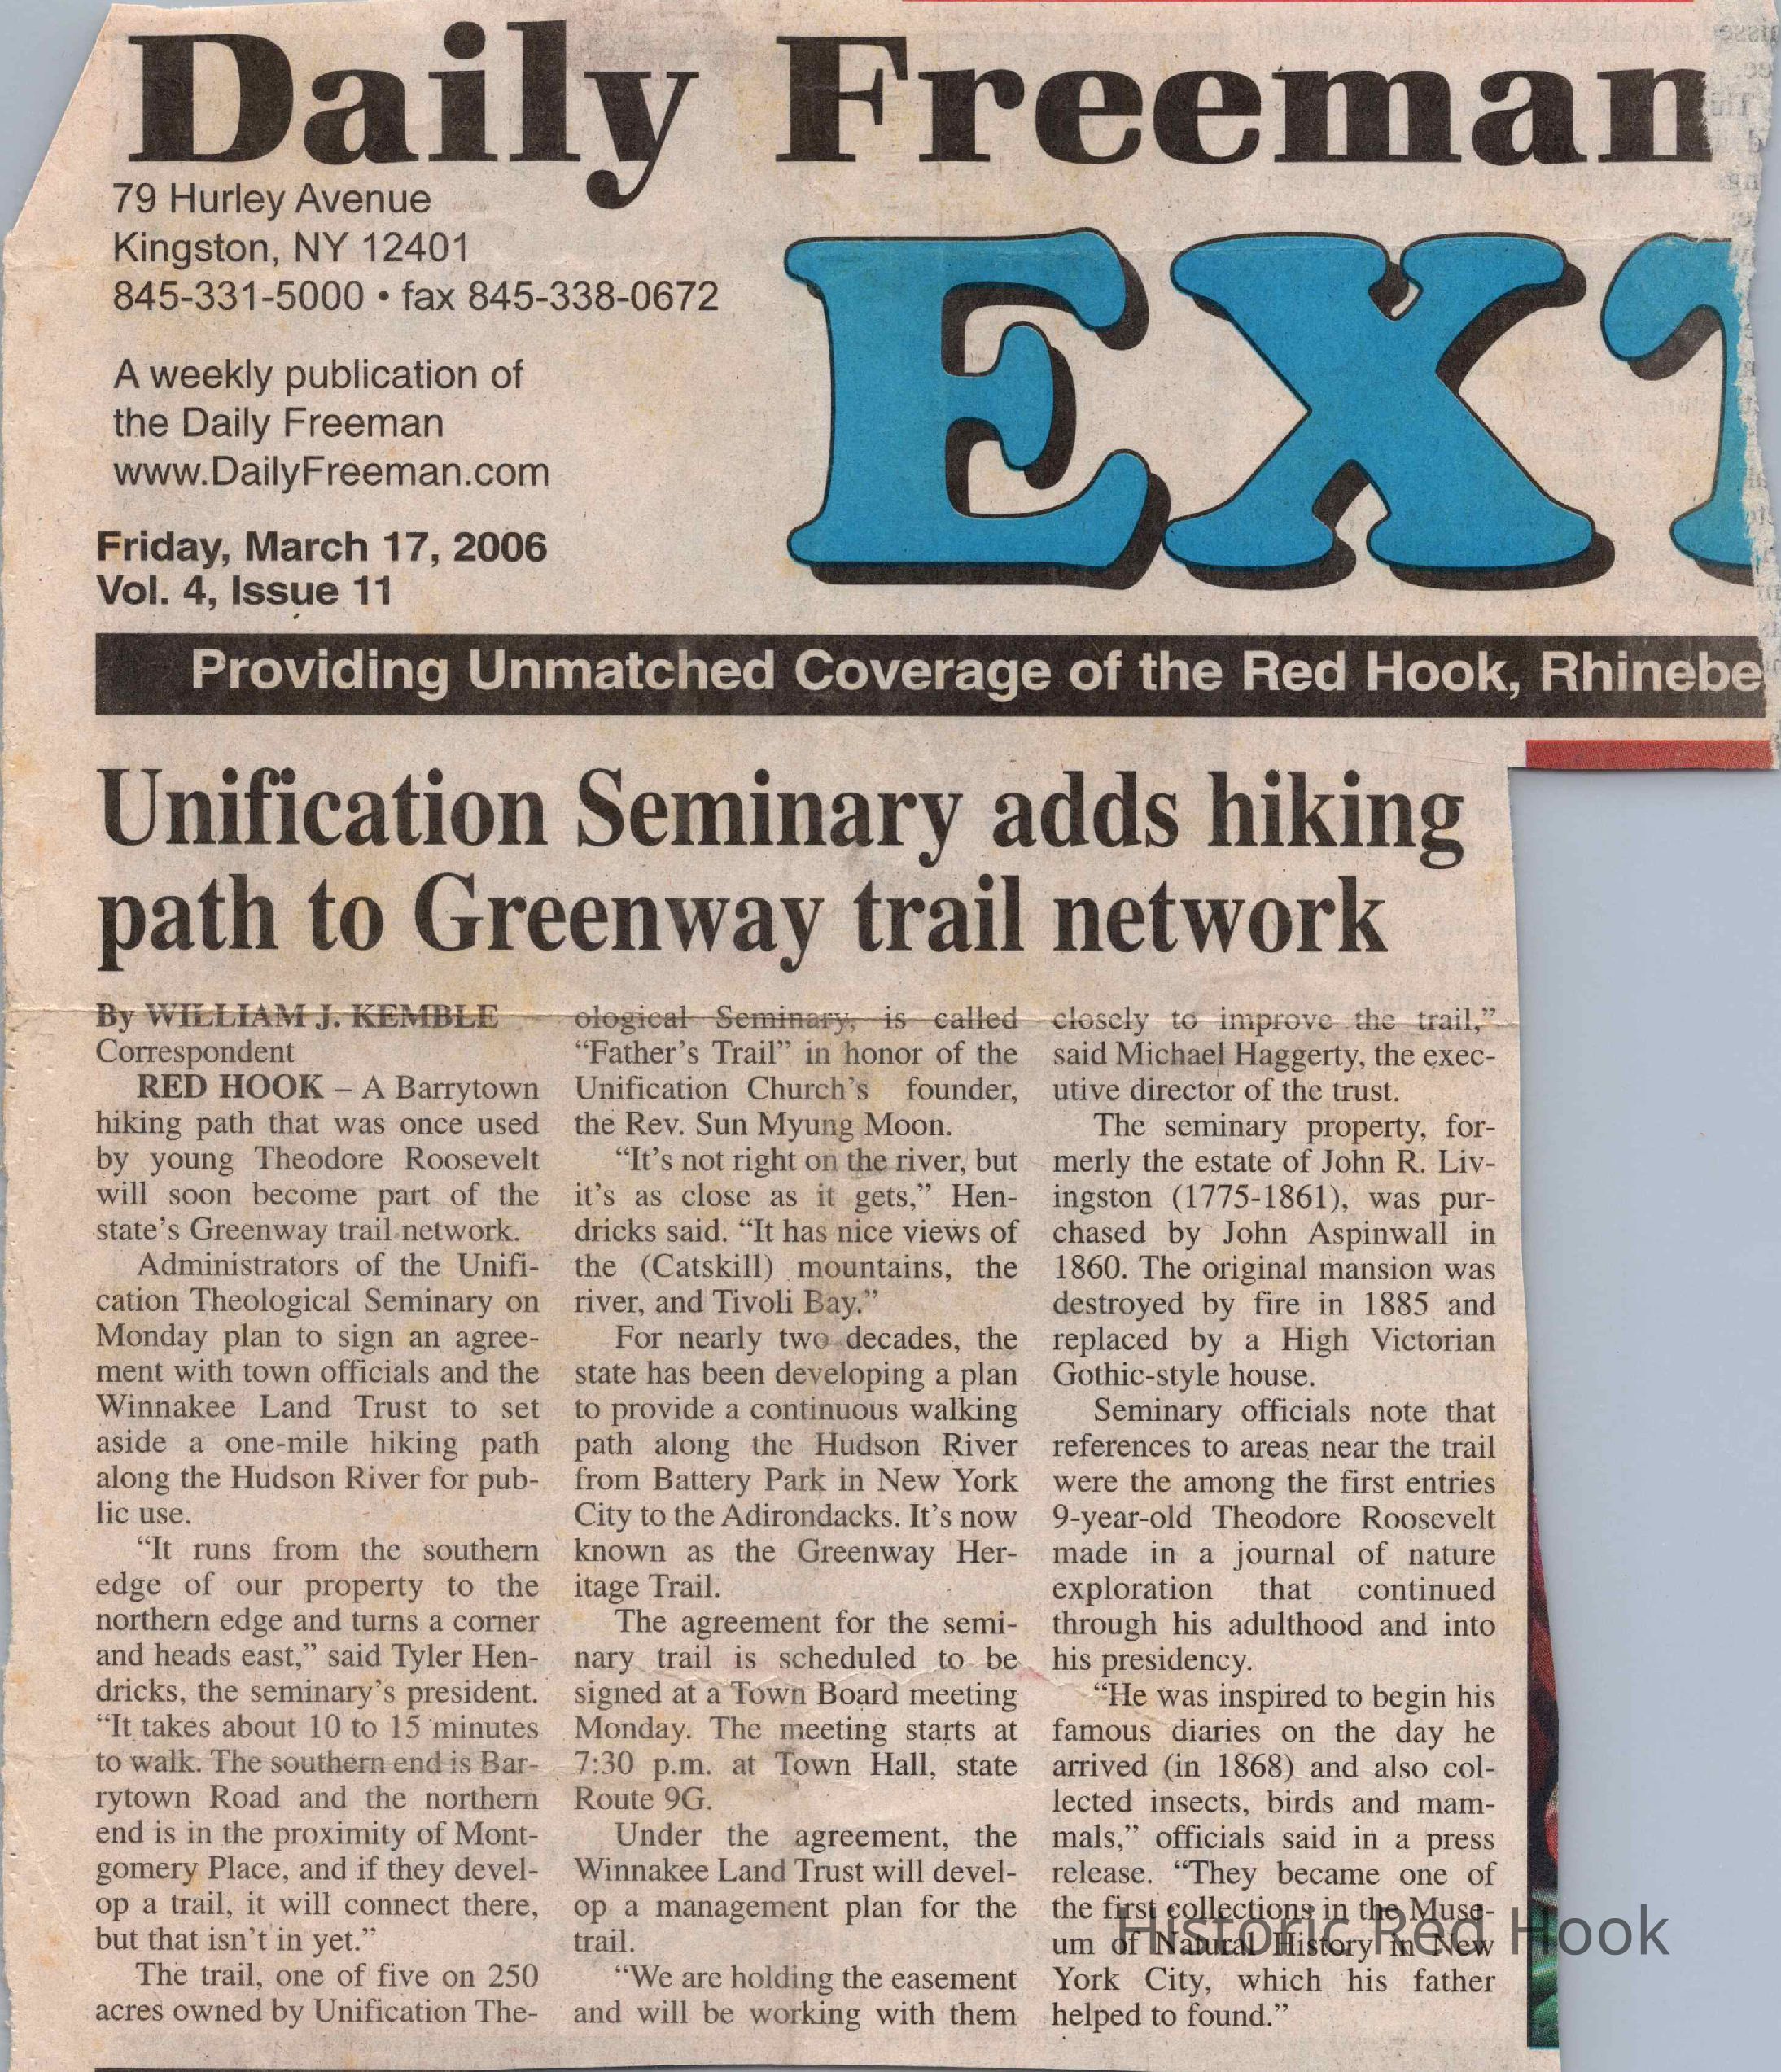 Daily Freeman
79 Hurley Avenue
Kingston, NY 12401
845-331-5000 • fax 845-338-0672
A weekly publication of
the Daily Freeman
www.DailyFreeman.com
Friday, March 17, 2006
Vol. 4, Issue 11
EXT
Providing Unmatched Coverage of the Red Hook, Rhinebe
Unification Seminary adds hiking
path to Greenway trail network
By WILLIAM J. KEMBLE
Correspondent
RED HOOK – A Barrytown
hiking path that was once used
by young Theodore Roosevelt
will soon become part of the
state's Greenway trail network.
Administrators of the Unifi-
cation Theological Seminary on
Monday plan to sign an agree-
ment with town officials and the
Winnakee Land Trust to set
aside a one-mile hiking path
along the Hudson River for pub-
lic use.
“It runs from the southern
edge of our property to the
northern edge and turns a corner
and heads east,” said Tyler Hen-
dricks, the seminary's president.
“It takes about 10 to 15 minutes
to walk. The southern end is Bar-
rytown Road and the northern
end is in the proximity of Mont-
gomery Place, and if they devel-
op a trail, it will connect there,
but that isn't in yet.”
The trail, one of five on 250
acres owned by Unification The-
ological Seminary, is called
“Father's Trail” in honor of the
Unification Church's founder,
the Rev. Sun Myung Moon.
“It's not right on the river, but
it's as close as it gets,” Hen-
dricks said. “It has nice views of
the (Catskill) mountains, the
river, and Tivoli Bay.”
For nearly two decades, the
state has been developing a plan
to provide a continuous walking
path along the Hudson River
from Battery Park in New York
City to the Adirondacks. It's now
known as the Greenway Her-
itage Trail.
The agreement for the semi-
nary trail is scheduled to be
signed at a Town Board meeting
Monday. The meeting starts at
7:30 p.m. at Town Hall, state
Route 9G.
Under the agreement, the
Winnakee Land Trust will devel-
op a management plan for the
trail.
“We are holding the easement
and will be working with them
closely to improve the trail,”
said Michael Haggerty, the exec-
utive director of the trust.
The seminary property, for-
merly the estate of John R. Liv-
ingston (1775-1861), was pur-
chased by John Aspinwall in
1860. The original mansion was
destroyed by fire in 1885 and
replaced by a High Victorian
Gothic-style house.
Seminary officials note that
references to areas near the trail
were the among the first entries
9-year-old Theodore Roosevelt
made in a journal of nature
exploration that continued
through his adulthood and into
his presidency.
“He was inspired to begin his
famous diaries on the day he
arrived (in 1868) and also col-
lected insects, birds and mam-
mals,” officials said in a press
release. “They became one of
the first collections in the Muse-
um of Natural History in New
York City, which his father
helped to found.”
Historic Red Hook